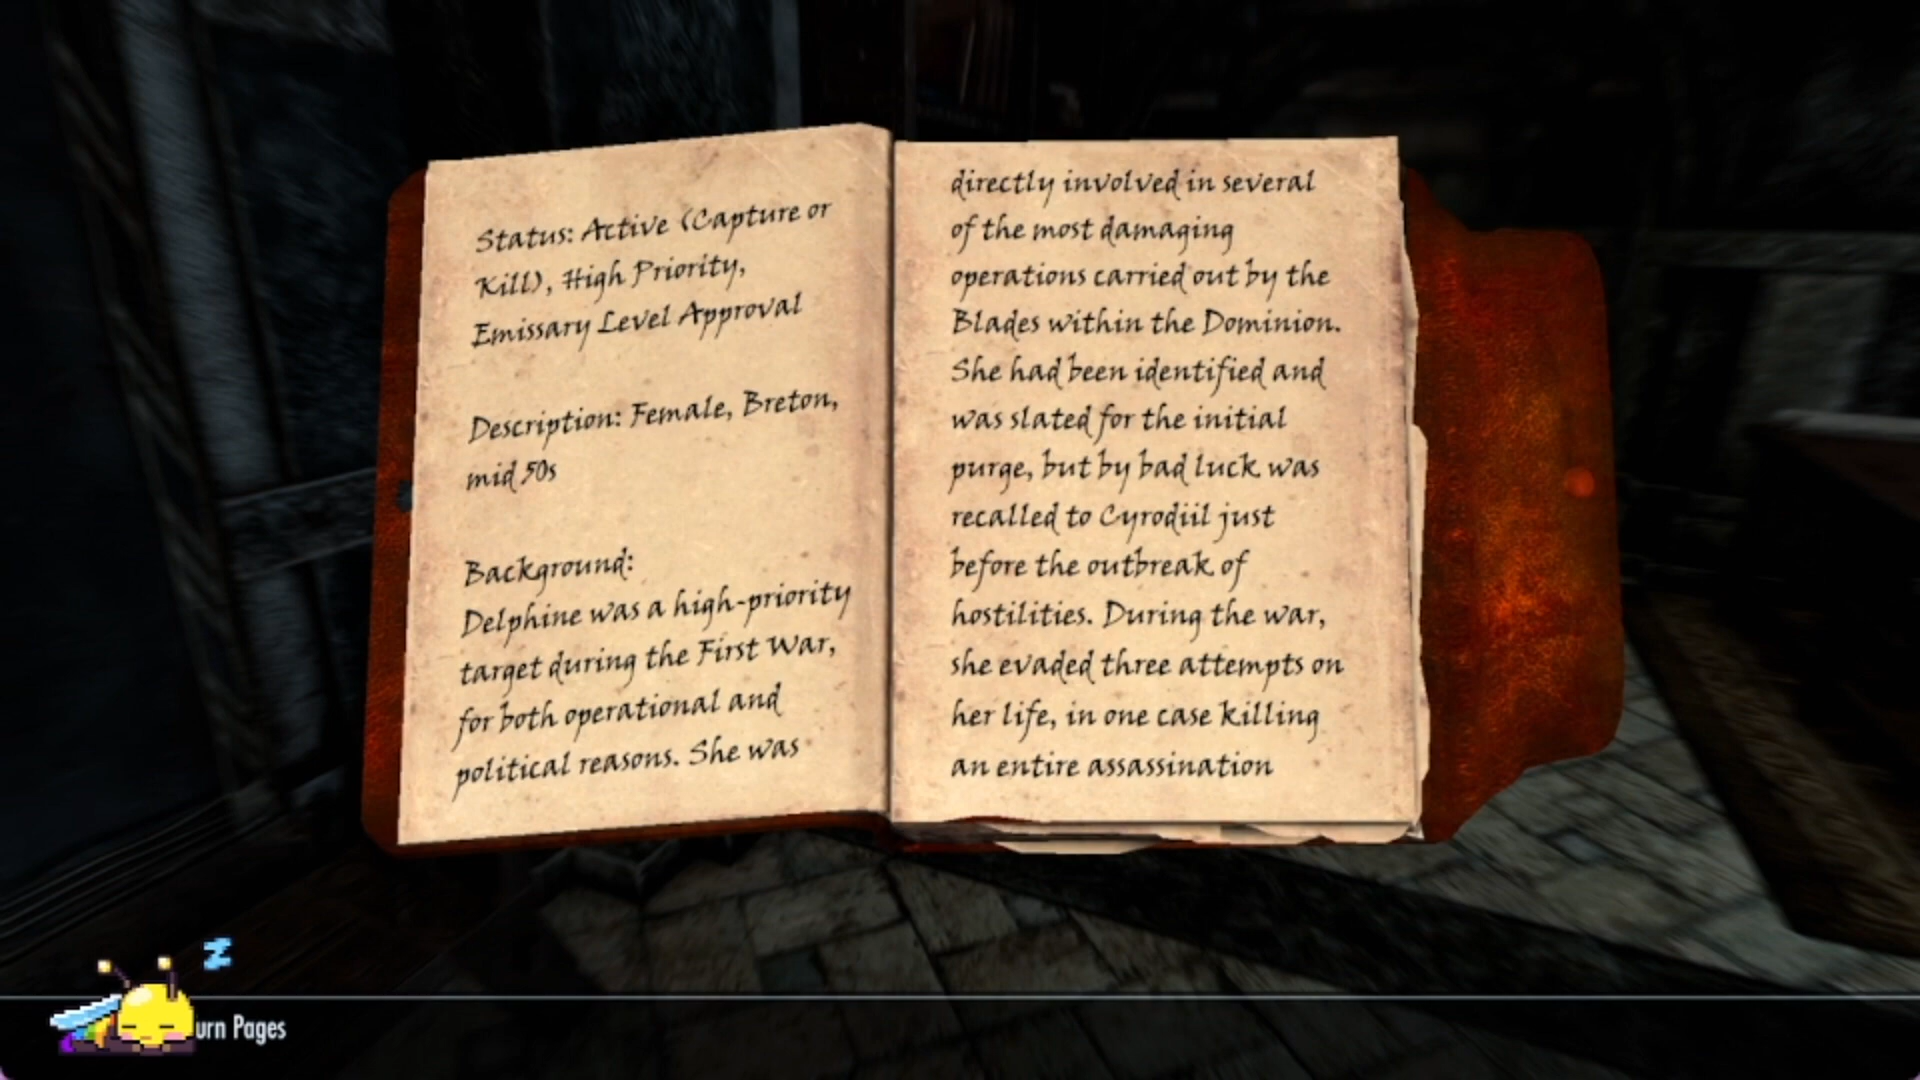 Status: Active (Capture or
Kill), High Priority,
Emissary Level Approval
Description: Female, Breton,
mid 50s
Background:
Delphine was a high-priority
target during the First War,
for both operational and
political reasons. She was
directly involved in several
of the most damaging
operations carried out by the
Blades within the Dominion.
She had been identified and
was slated for the initial
purge, but by bad luck was
recalled to Cyrodiil just
before the outbreak of
hostilities. During the war,
she evaded three attempts on
her life, in one case killing
an entire assassination
Z
urn Pages